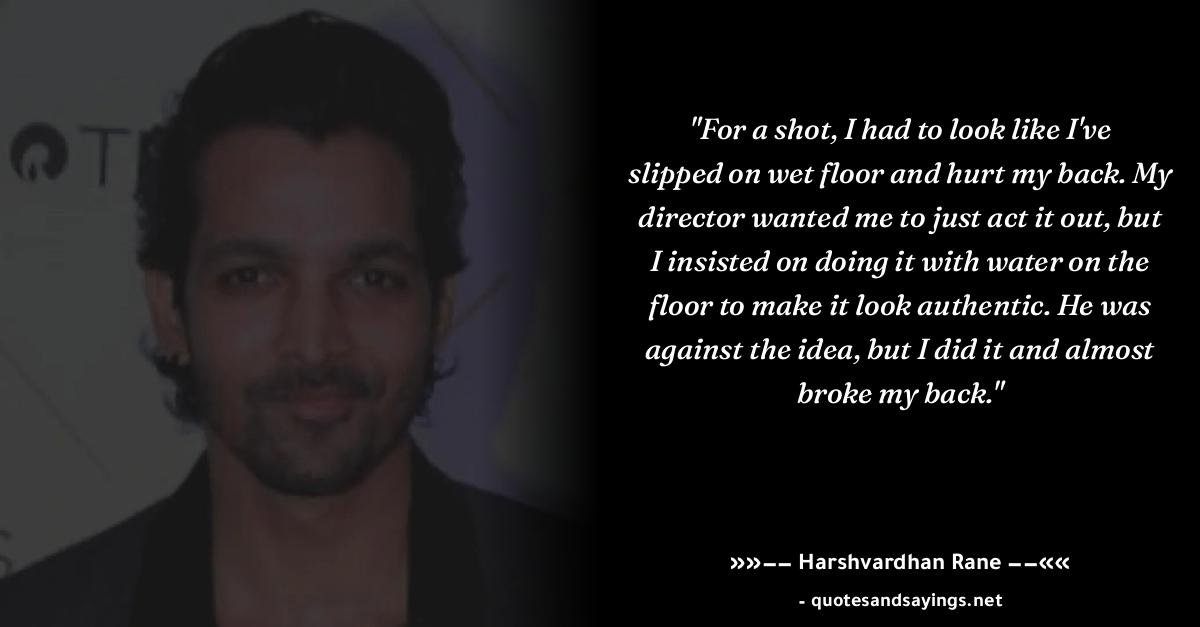 "For a shot, I had to look like I've
slipped on wet floor and hurt my back. My
director wanted me to just act it out, but
I insisted on doing it with water on the
floor to make it look authentic. He was
against the idea, but I did it and almost
broke my back."
»»−− Harshvardhan Rane −−««
- quotesandsayings.net